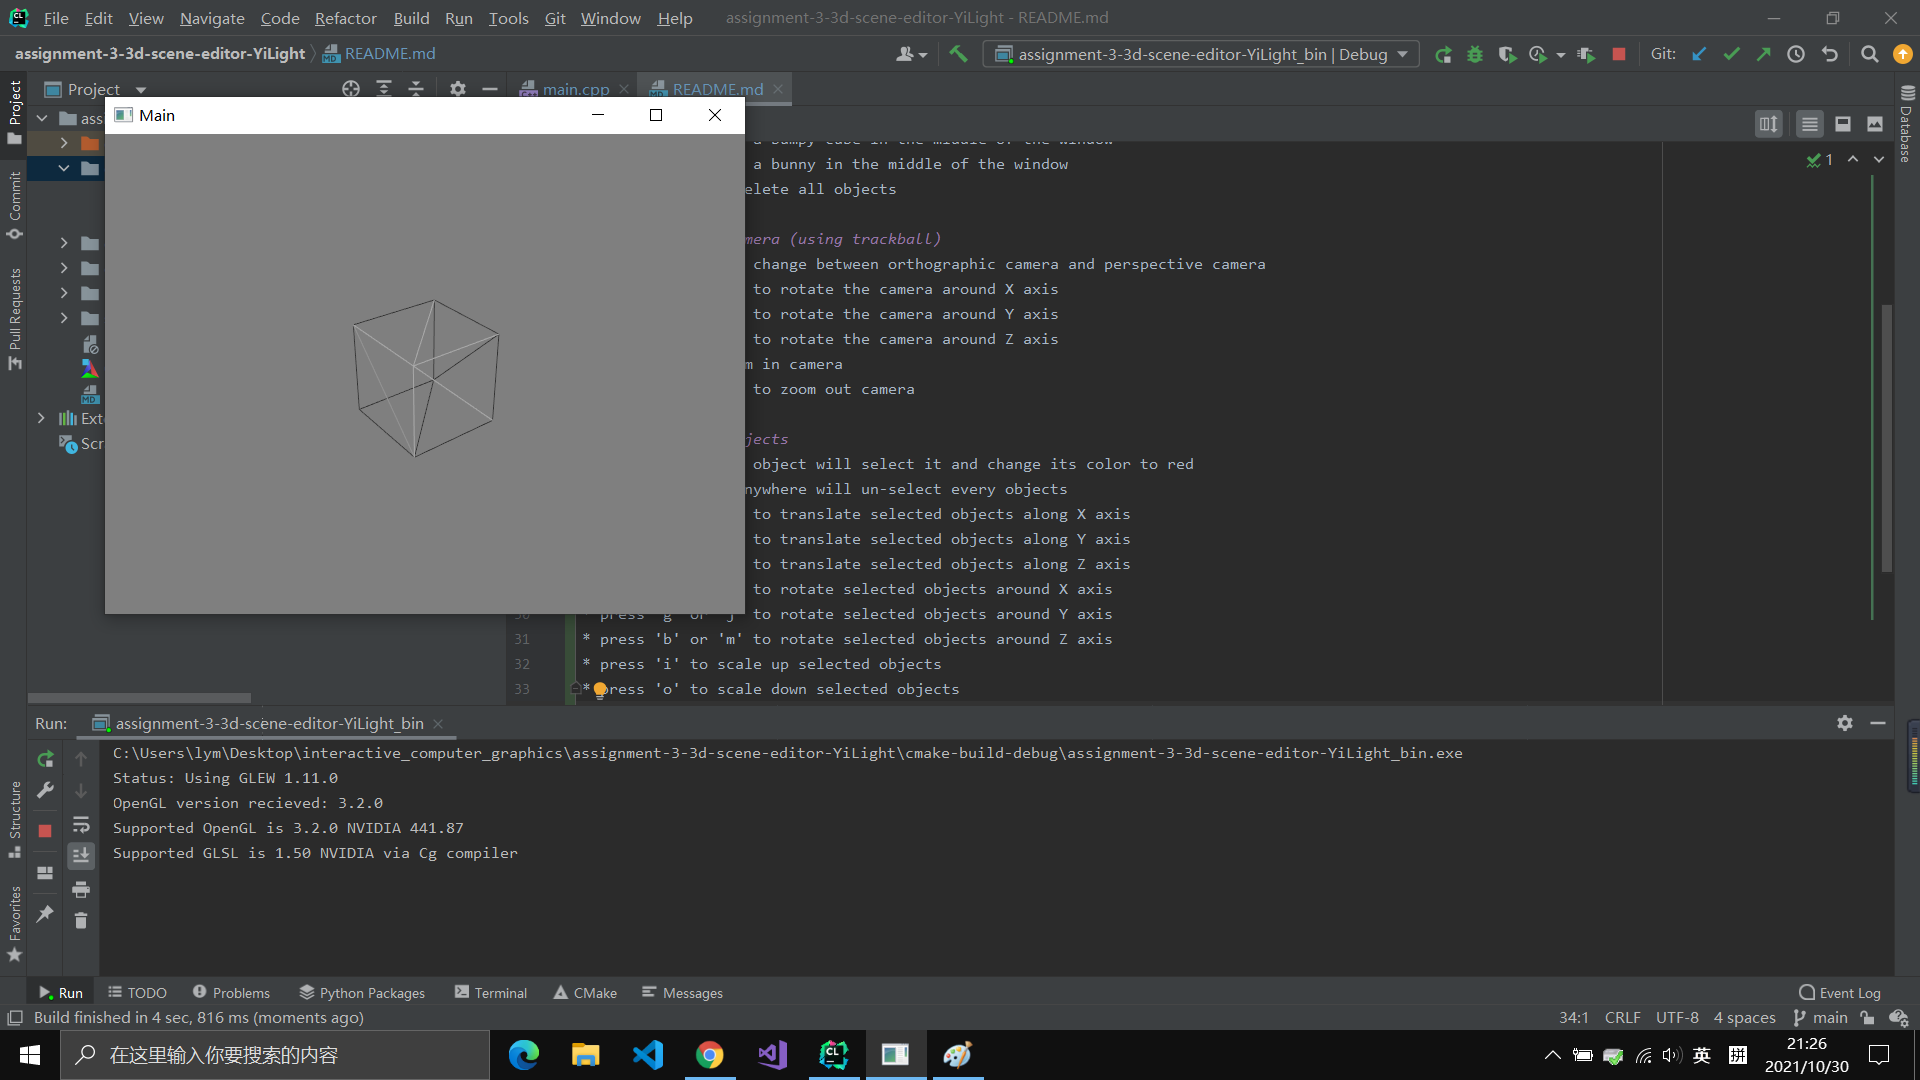 File Edit View Navigate Code Refactor Build Run Tools Git Window Help assignment-3-3d-scene-editor-YiLight - README.md
assignment-3-3d-scene-editor-YiLight README.md assignment-3-3d-scene-editor-YiLight_bin | Debug Git:
Project main.cpp README.md
Main
ass
a bunny in the middle of the window
elete all objects
mera (using trackball)
change between orthographic camera and perspective camera
to rotate the camera around X axis
to rotate the camera around Y axis
to rotate the camera around Z axis
m in camera
to zoom out camera
jects
object will select it and change its color to red
nywhere will un-select every objects
to translate selected objects along X axis
to translate selected objects along Y axis
to translate selected objects along Z axis
to rotate selected objects around X axis
to rotate selected objects around Y axis
31 * press 'b' or 'm' to rotate selected objects around Z axis
32 * press 'i' to scale up selected objects
33 * press 'o' to scale down selected objects
1
Ext
Scr
Project
Commit
Pull Requests
Structure
Favorites
Database
Run: assignment-3-3d-scene-editor-YiLight_bin
C:\Users\lym\Desktop\interactive_computer_graphics\assignment-3-3d-scene-editor-YiLight\cmake-build-debug\assignment-3-3d-scene-editor-YiLight_bin.exe
Status: Using GLEW 1.11.0
OpenGL version recieved: 3.2.0
Supported OpenGL is 3.2.0 NVIDIA 441.87
Supported GLSL is 1.50 NVIDIA via Cg compiler
Run TODO Problems Python Packages Terminal CMake Messages Event Log
Build finished in 4 sec, 816 ms (moments ago) 34:1 CRLF UTF-8 4 spaces main
在这里输入你要搜索的内容
英 拼
21:26
2021/10/30